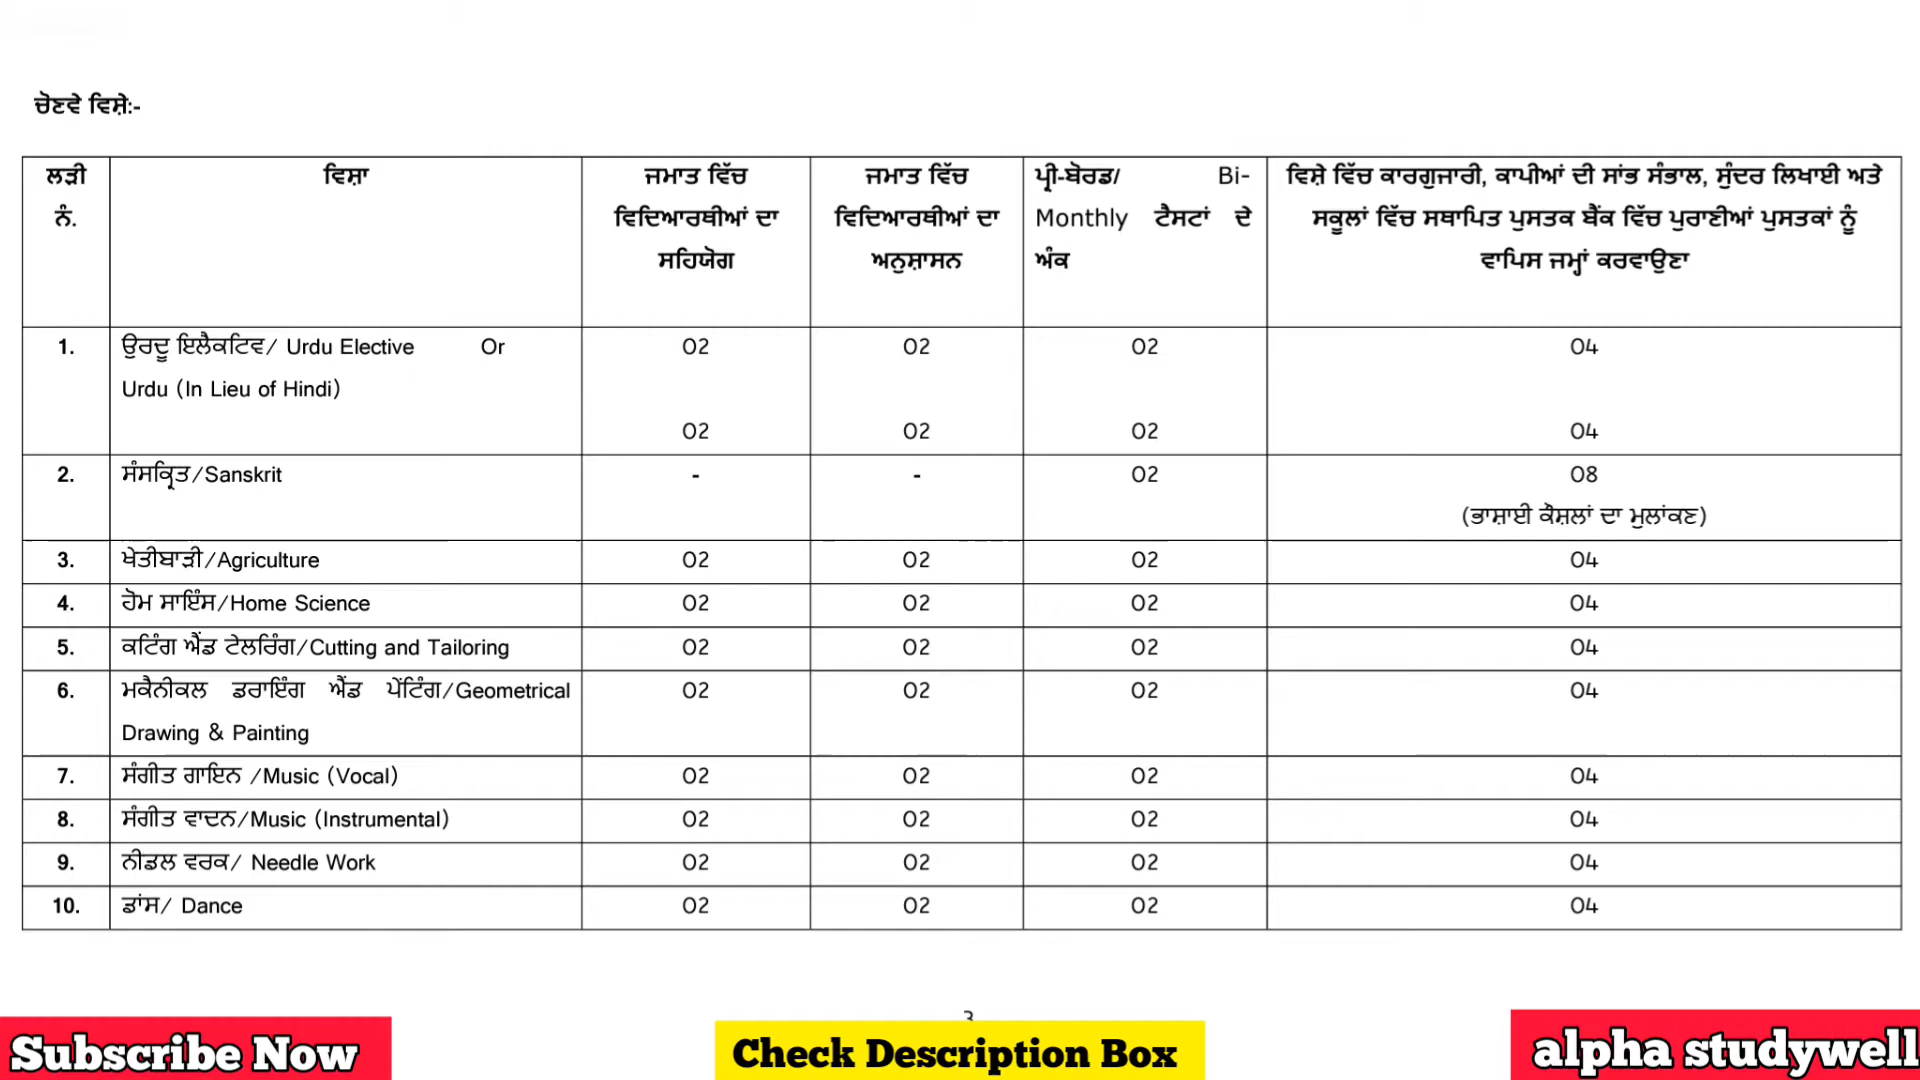 ਚੋਣਵੇ ਵਿਸ਼ੇ:-
ਲੜੀ ਨੰ.
ਵਿਸ਼ਾ
ਜਮਾਤ ਵਿੱਚ ਵਿਦਿਆਰਥੀਆਂ ਦਾ ਸਹਿਯੋਗ
ਜਮਾਤ ਵਿੱਚ ਵਿਦਿਆਰਥੀਆਂ ਦਾ ਅਨੁਸ਼ਾਸਨ
ਪ੍ਰੀ-ਬੋਰਡ/ Bi-Monthly ਟੈਸਟਾਂ ਦੇ ਅੰਕ
ਵਿਸ਼ੇ ਵਿੱਚ ਕਾਰਗੁਜਾਰੀ, ਕਾਪੀਆਂ ਦੀ ਸਾਂਭ ਸੰਭਾਲ, ਸੁੰਦਰ ਲਿਖਾਈ ਅਤੇ
ਸਕੂਲਾਂ ਵਿੱਚ ਸਥਾਪਿਤ ਪੁਸਤਕ ਬੈਂਕ ਵਿੱਚ ਪੁਰਾਣੀਆਂ ਪੁਸਤਕਾਂ ਨੂੰ
ਵਾਪਿਸ ਜਮ੍ਹਾਂ ਕਰਵਾਉਣਾ
1. ਉਰਦੂ ਇਲੈਕਟਿਵ/ Urdu Elective Or 02 02 02 04
Urdu (In Lieu of Hindi)
02 02 02 04
2. ਸੰਸਕ੍ਰਿਤ/Sanskrit - - 02 08
(ਭਾਸ਼ਾਈ ਕੌਸ਼ਲਾਂ ਦਾ ਮੁਲਾਂਕਣ)
3. ਖੇਤੀਬਾੜੀ/Agriculture 02 02 02 04
4. ਹੋਮ ਸਾਇੰਸ/Home Science 02 02 02 04
5. ਕਟਿੰਗ ਐਂਡ ਟੇਲਰਿੰਗ/Cutting and Tailoring 02 02 02 04
6. ਮਕੈਨੀਕਲ ਡਰਾਇੰਗ ਐਂਡ ਪੇਂਟਿੰਗ/Geometrical 02 02 02 04
Drawing & Painting
7. ਸੰਗੀਤ ਗਾਇਨ /Music (Vocal) 02 02 02 04
8. ਸੰਗੀਤ ਵਾਦਨ/Music (Instrumental) 02 02 02 04
9. ਨੀਡਲ ਵਰਕ/ Needle Work 02 02 02 04
10. ਡਾਂਸ/ Dance 02 02 02 04
3
Subscribe Now
Check Description Box
alpha studywell